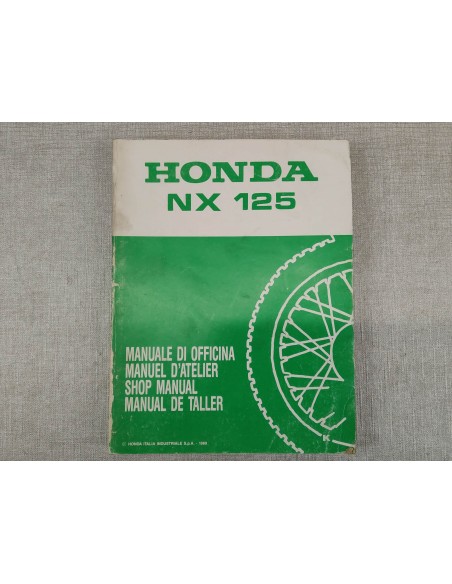 HONDA
NX 125
MANUALE DI OFFICINA
MANUEL D'ATELIER
SHOP MANUAL
MANUAL DE TALLER
K
© HONDA ITALIA INDUSTRIALE S.p.A. -